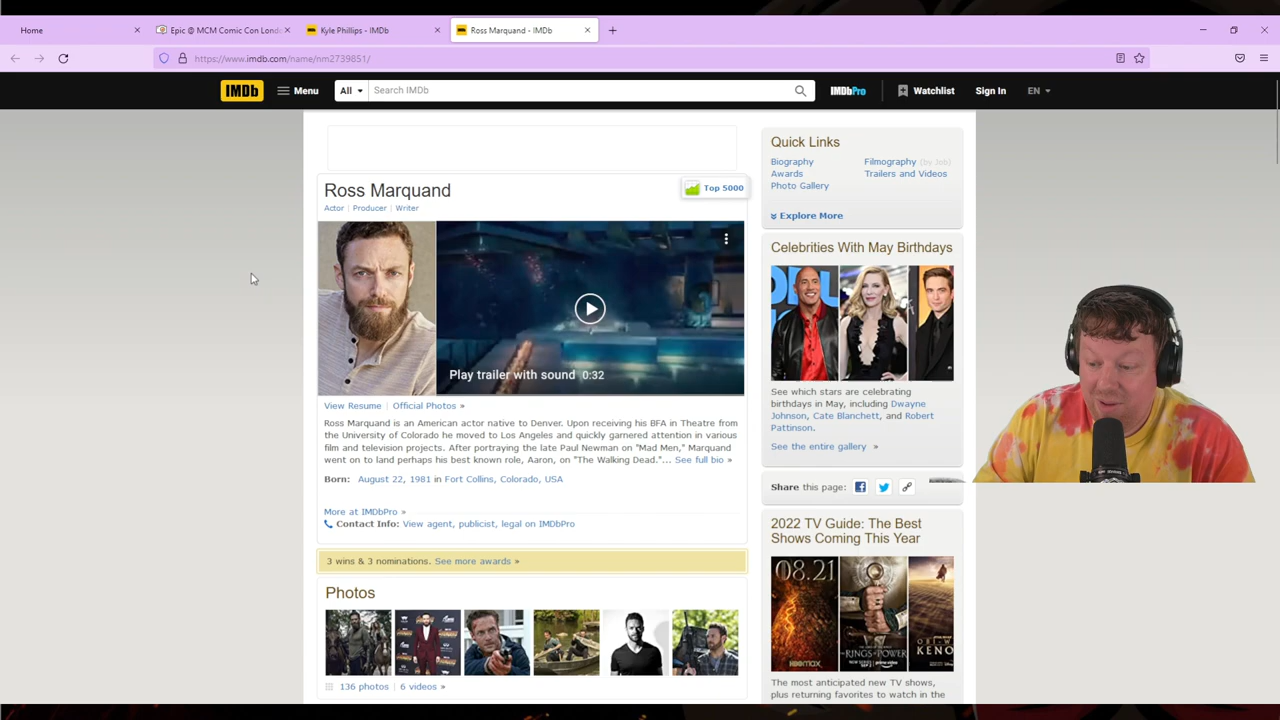 Home
Epic @ MCM Comic Con Lond
Kyle Phillips - IMDb
Ross Marquand - IMDb
https://www.imdb.com/name/nm2739851/
IMDb
Menu
All
Search IMDb
IMDbPro
Watchlist
Sign In
EN
Ross Marquand
Top 5000
Actor | Producer | Writer
Play trailer with sound 0:32
View Resume | Official Photos »
Ross Marquand is an American actor native to Denver. Upon receiving his BFA in Theatre from
the University of Colorado he moved to Los Angeles and quickly garnered attention in various
film and television projects. After portraying the late Paul Newman on "Mad Men," Marquand
went on to land perhaps his best known role, Aaron, on "The Walking Dead."... See full bio »
Born: August 22, 1981 in Fort Collins, Colorado, USA
More at IMDbPro »
Contact Info: View agent, publicist, legal on IMDbPro
3 wins & 3 nominations. See more awards »
Photos
136 photos | 6 videos »
Quick Links
Biography
Filmography (by Job)
Awards
Trailers and Videos
Photo Gallery
Explore More
Celebrities With May Birthdays
See which stars are celebrating
birthdays in May, including Dwayne
Johnson, Cate Blanchett, and Robert
Pattinson.
See the entire gallery »
Share this page:
2022 TV Guide: The Best
Shows Coming This Year
08.21
HBOMAX
THE RINGS OF POWER
OBI-WAN
KENO
The most anticipated new TV shows,
plus returning favorites to watch in the